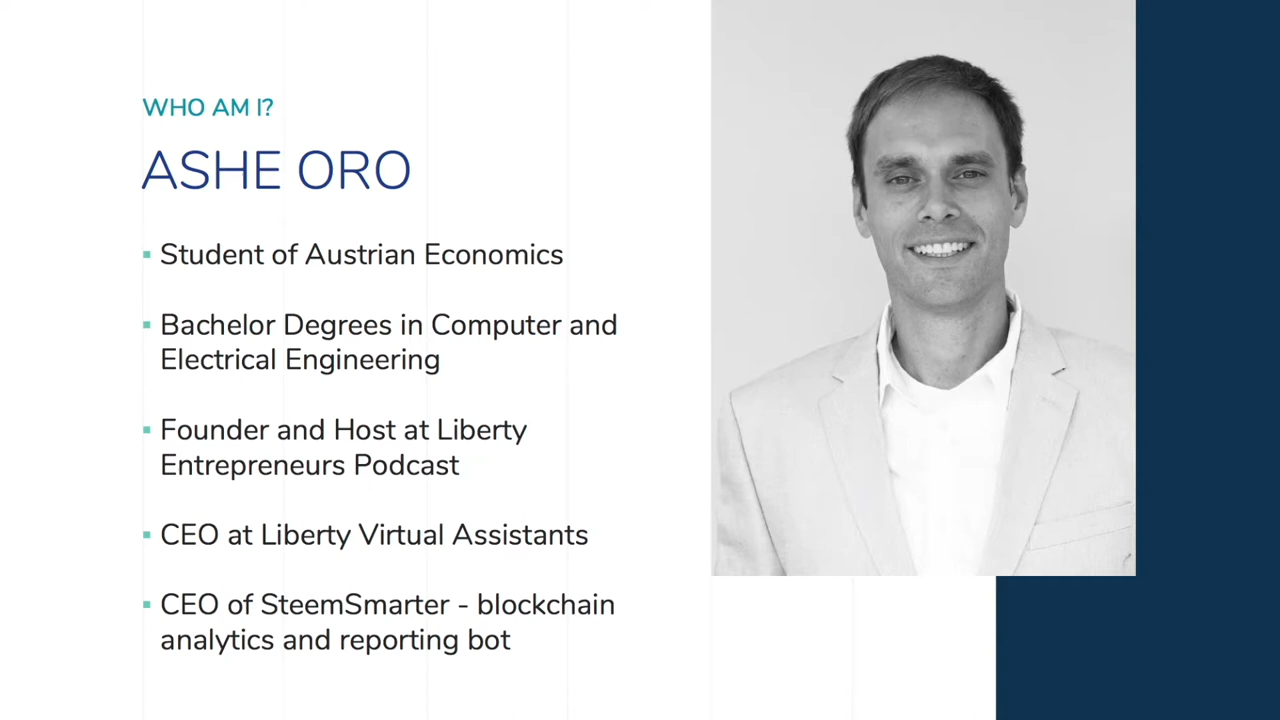 WHO AM I?
ASHE ORO
▪ Student of Austrian Economics
▪ Bachelor Degrees in Computer and
Electrical Engineering
▪ Founder and Host at Liberty
Entrepreneurs Podcast
▪ CEO at Liberty Virtual Assistants
▪ CEO of SteemSmarter - blockchain
analytics and reporting bot